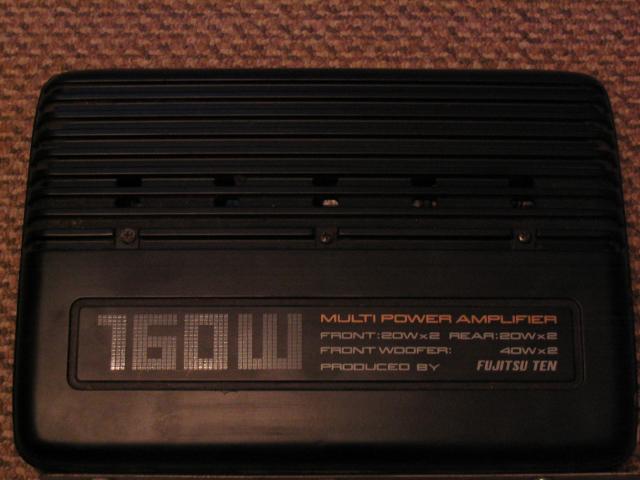 160W
MULTI POWER AMPLIFIER
FRONT:20W×2 REAR:20W×2
FRONT WOOFER: 40W×2
PRODUCED BY FUJITSU TEN